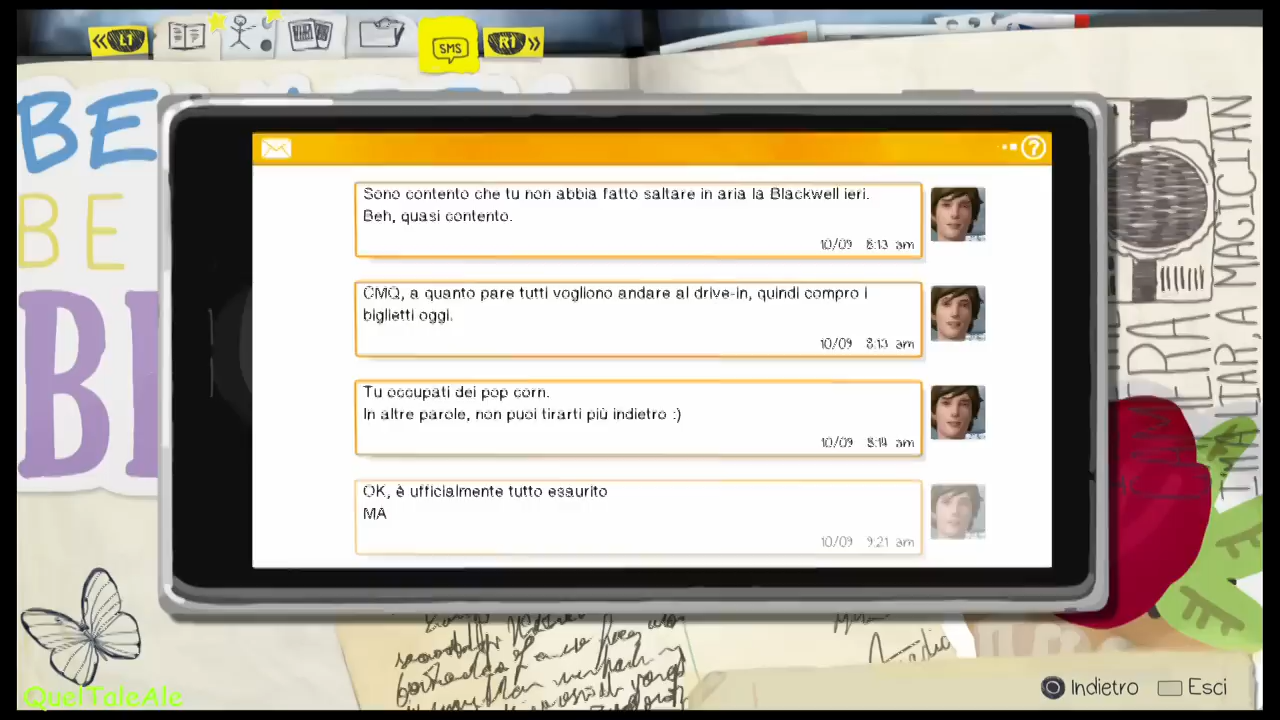 L1
SMS
R1
BE
BE
BE
Sono contento che tu non abbia fatto saltare in aria la Blackwell ieri.
Beh, quasi contento.
10/09 8:13 am
CMQ, a quanto pare tutti vogliono andare al drive-in, quindi compro i
biglietti oggi.
10/09 8:13 am
Tu occupati dei pop corn.
In altre parole, non puoi tirarti più indietro :)
10/09 8:14 am
OK, è ufficialmente tutto esaurito
MA
10/09 9:21 am
LIAR, A MAGICIAN
Indietro
Esci
QuelTaleAle